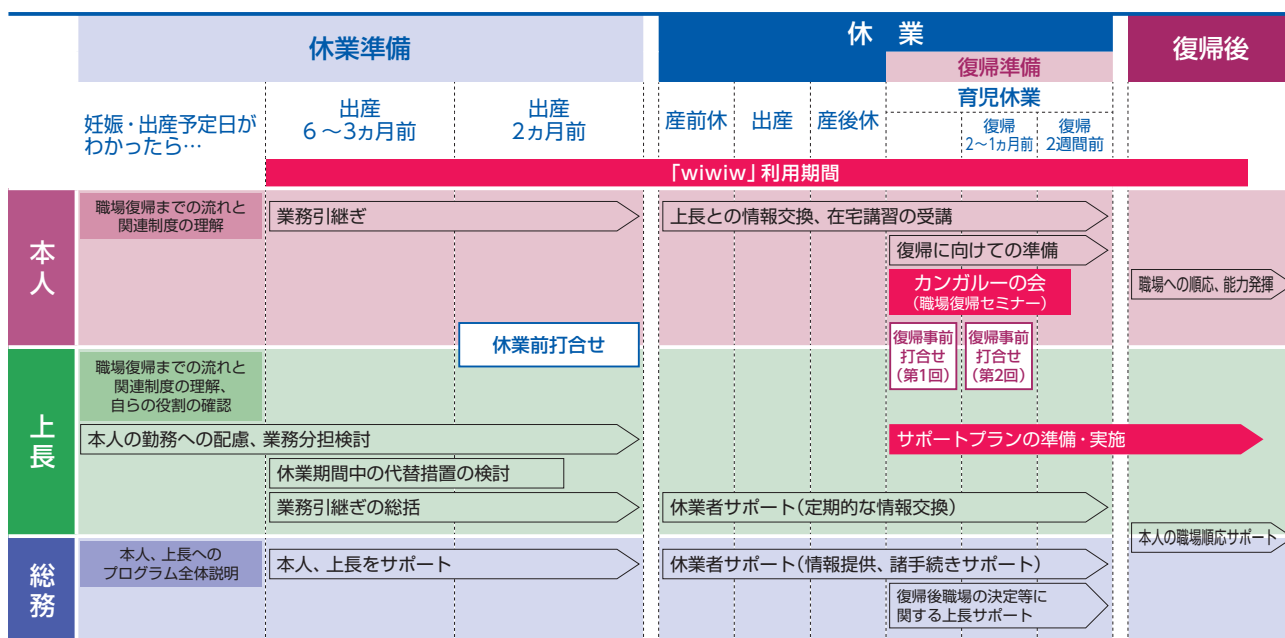 休業準備
休 業
復帰後
復帰準備
育児休業
妊娠・出産予定日が
わかったら…
出産
6～3ヵ月前
出産
2ヵ月前
産前休
出産
産後休
復帰
2～1ヵ月前
復帰
2週間前
「wiwiw」利用期間
本人
職場復帰までの流れと
関連制度の理解
業務引継ぎ
上長との情報交換、在宅講習の受講
復帰に向けての準備
カンガルーの会
（職場復帰セミナー）
職場への順応、能力発揮
休業前打合せ
復帰事前
打合せ
（第1回）
復帰事前
打合せ
（第2回）
上長
職場復帰までの流れと
関連制度の理解、
自らの役割の確認
本人の勤務への配慮、業務分担検討
サポートプランの準備・実施
休業期間中の代替措置の検討
業務引継ぎの総括
休業者サポート（定期的な情報交換）
本人の職場順応サポート
総務
本人、上長への
プログラム全体説明
本人、上長をサポート
休業者サポート（情報提供、諸手続きサポート）
復帰後職場の決定等に
関する上長サポート